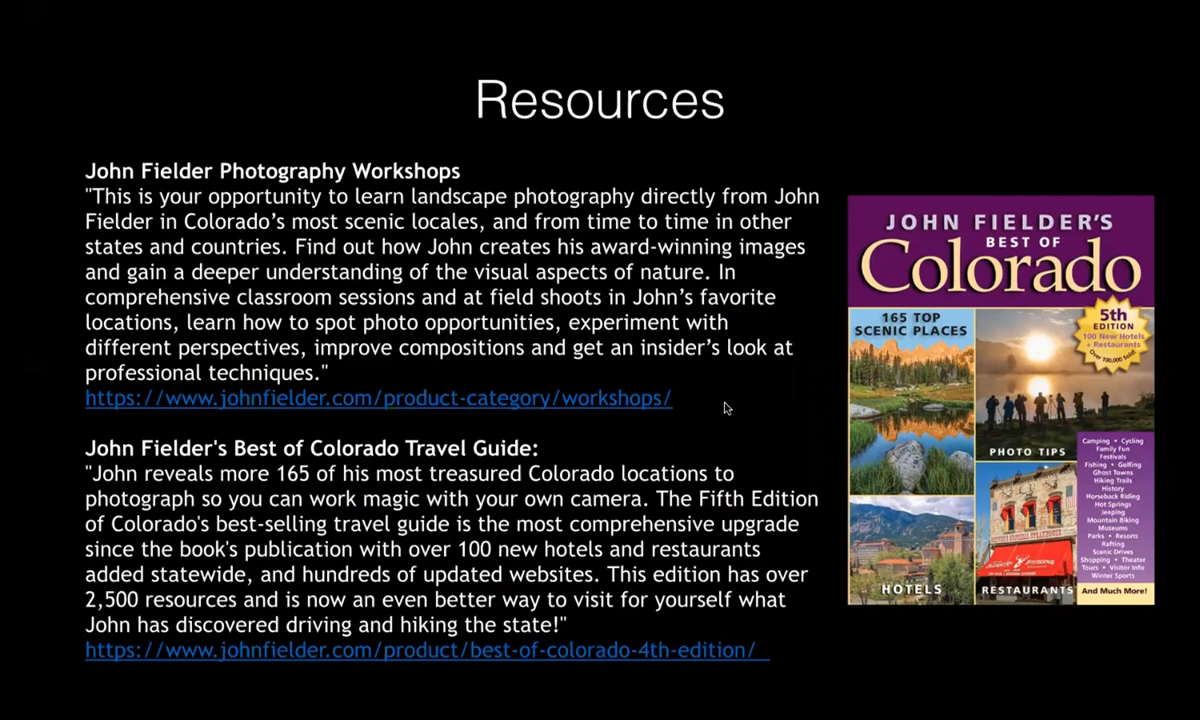 Resources
John Fielder Photography Workshops
"This is your opportunity to learn landscape photography directly from John
Fielder in Colorado’s most scenic locales, and from time to time in other
states and countries. Find out how John creates his award-winning images
and gain a deeper understanding of the visual aspects of nature. In
comprehensive classroom sessions and at field shoots in John’s favorite
locations, learn how to spot photo opportunities, experiment with
different perspectives, improve compositions and get an insider’s look at
professional techniques."
https://www.johnfielder.com/product-category/workshops/
John Fielder's Best of Colorado Travel Guide:
"John reveals more 165 of his most treasured Colorado locations to
photograph so you can work magic with your own camera. The Fifth Edition
of Colorado's best-selling travel guide is the most comprehensive upgrade
since the book's publication with over 100 new hotels and restaurants
added statewide, and hundreds of updated websites. This edition has over
2,500 resources and is now an even better way to visit for yourself what
John has discovered driving and hiking the state!"
https://www.johnfielder.com/product/best-of-colorado-4th-edition/
JOHN FIELDER'S
BEST OF
Colorado
165 TOP
SCENIC PLACES
5th
EDITION
100 New Hotels
+ Restaurants
Over 100,000 Sold!
PHOTO TIPS
HOTELS
RESTAURANTS
Camping • Cycling
Family Fun
Festivals
Fishing • Golfing
Ghost Towns
Hiking Trails
History
Horseback Riding
Hot Springs
Jeeping
Mountain Biking
Museums
Parks • Resorts
Rafting
Scenic Drives
Shopping • Theater
Tours • Visitor Info
Winter Sports
And Much More!